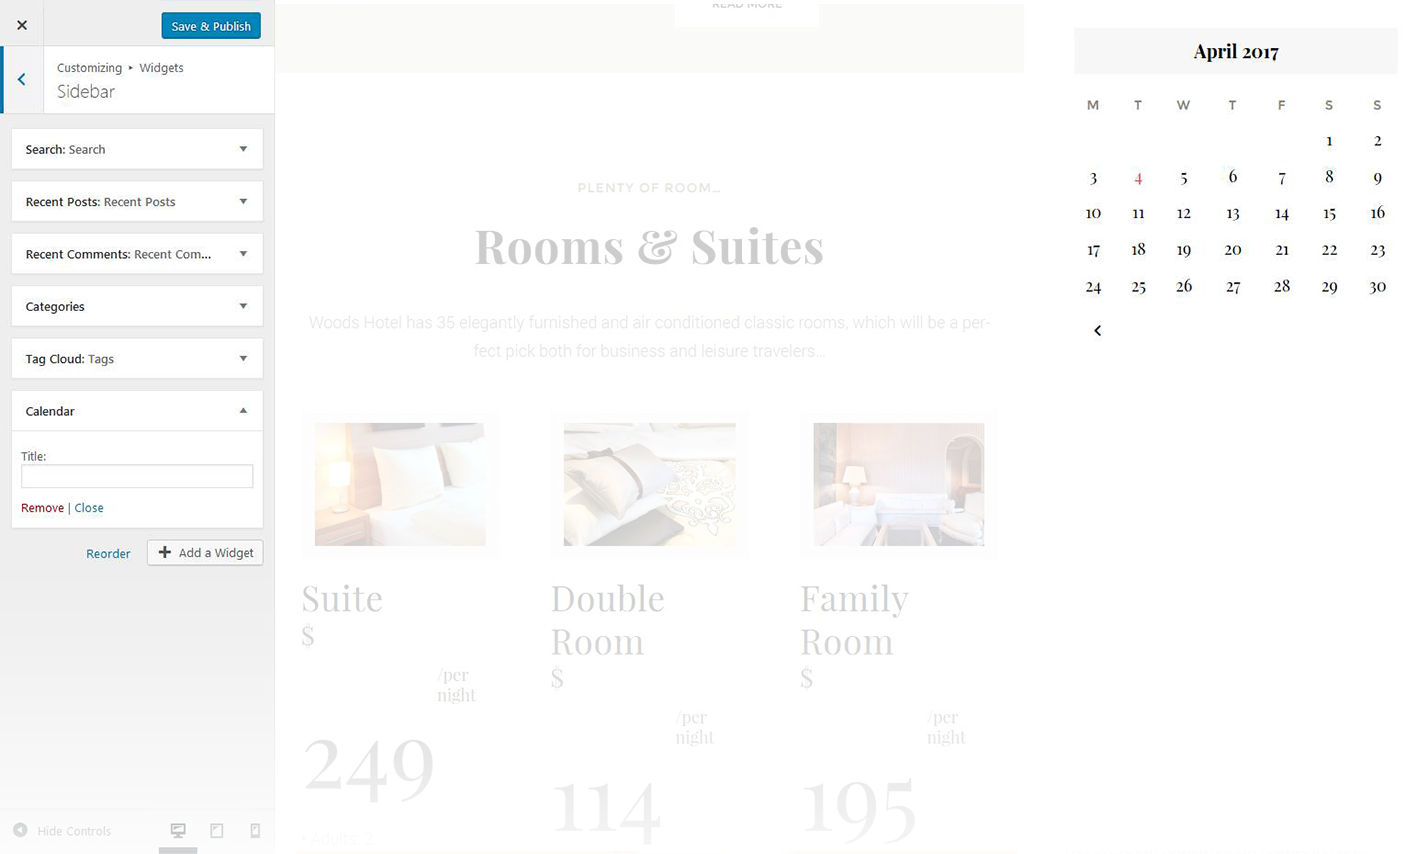 Save & Publish
Customizing ▸ Widgets
Sidebar
Search: Search
Recent Posts: Recent Posts
Recent Comments: Recent Com...
Categories
Tag Cloud: Tags
Calendar
Title:
Remove | Close
Reorder
Add a Widget
Hide Controls
READ MORE
PLENTY OF ROOM...
Rooms & Suites
Woods Hotel has 35 elegantly furnished and air conditioned classic rooms, which will be a per-
fect pick both for business and leisure travelers...
Suite
$
/per
night
249
• Adults: 2
Double
Room
$
/per
night
114
Family
Room
$
/per
night
195
April 2017
M T W T F S S
1 2
3 4 5 6 7 8 9
10 11 12 13 14 15 16
17 18 19 20 21 22 23
24 25 26 27 28 29 30